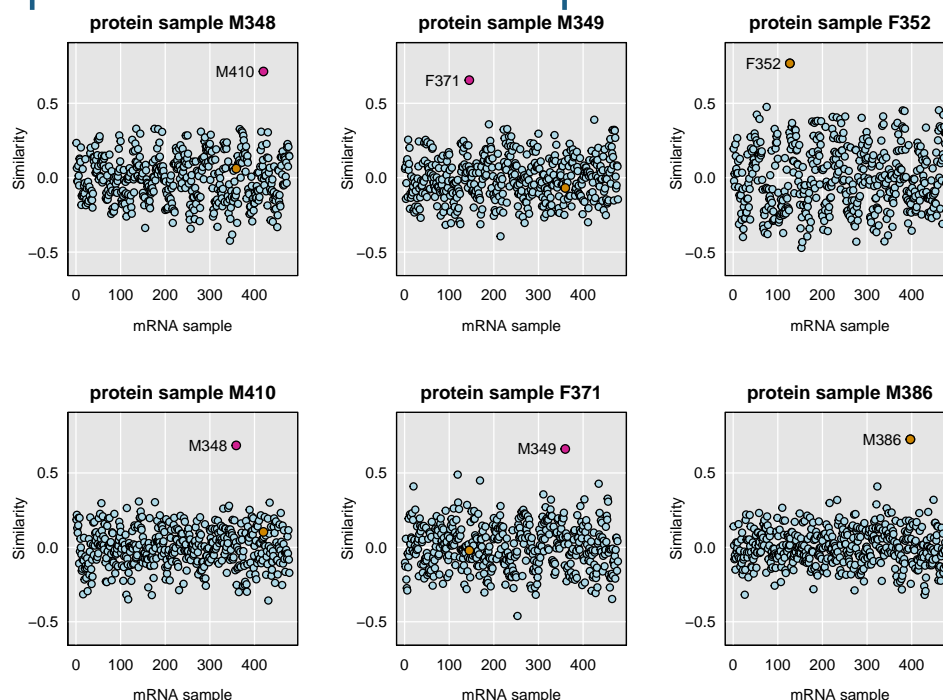 protein sample M348
protein sample M349
protein sample F352
M410
F371
F352
Similarity
0.5
0.0
−0.5
Similarity
0.5
0.0
−0.5
Similarity
0.5
0.0
−0.5
0 100 200 300 400
0 100 200 300 400
0 100 200 300 400
mRNA sample
mRNA sample
mRNA sample
protein sample M410
protein sample F371
protein sample M386
M348
M349
M386
Similarity
0.5
0.0
−0.5
Similarity
0.5
0.0
−0.5
Similarity
0.5
0.0
−0.5
0 100 200 300 400
0 100 200 300 400
0 100 200 300 400
mRNA sample
mRNA sample
mRNA sample